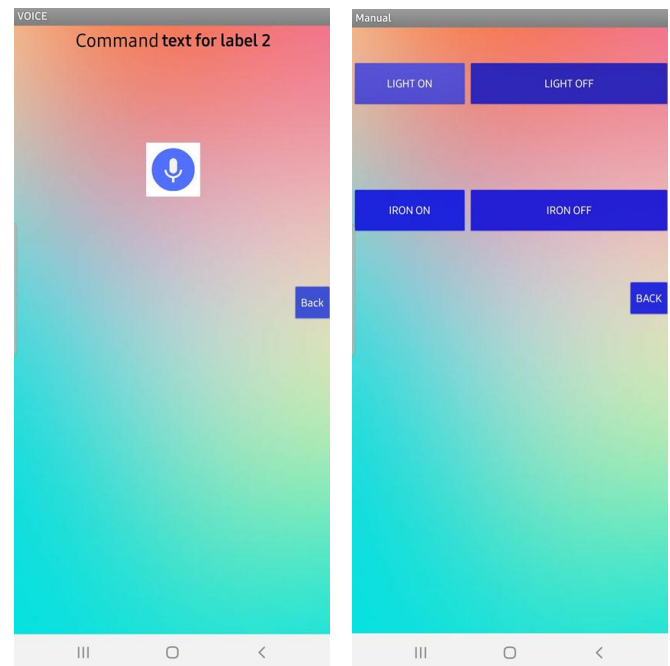 VOICE
Command text for label 2
Back
Manual
LIGHT ON
LIGHT OFF
IRON ON
IRON OFF
BACK